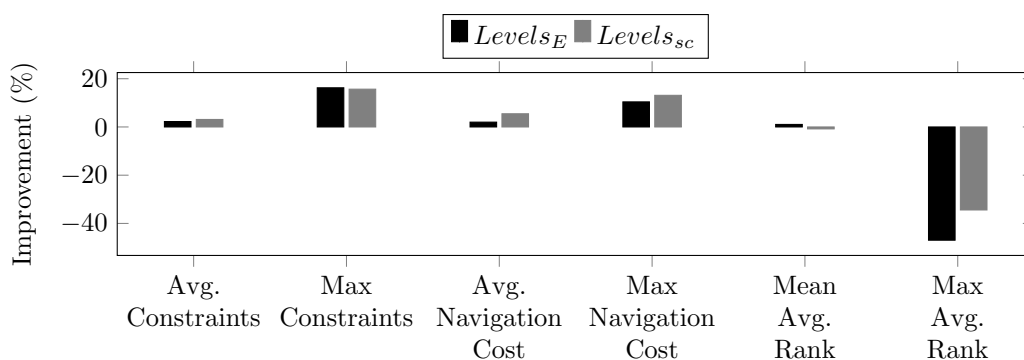 Levels_E Levels_sc
Improvement (%)
20
0
−20
−40
Avg.
Constraints
Max
Constraints
Avg.
Navigation
Cost
Max
Navigation
Cost
Mean
Avg.
Rank
Max
Avg.
Rank